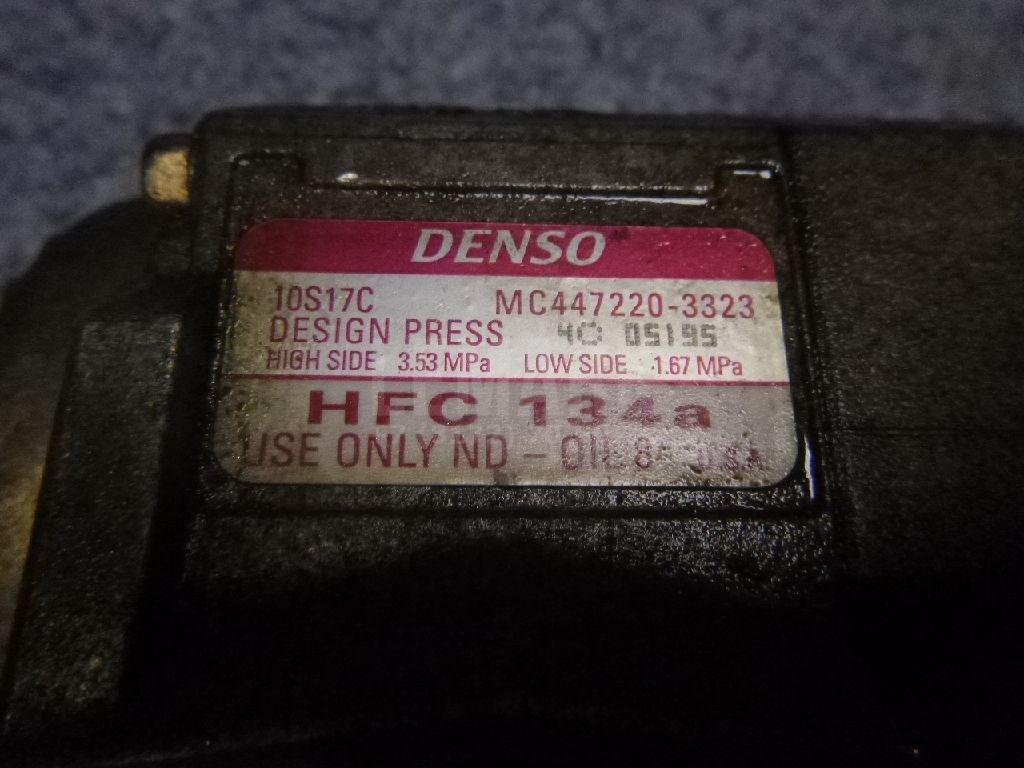 DENSO
10S17C MC447220-3323
DESIGN PRESS 05195
HIGH SIDE 3.53 MPa LOW SIDE 1.67 MPa
HFC 134a
USE ONLY ND-OIL 8